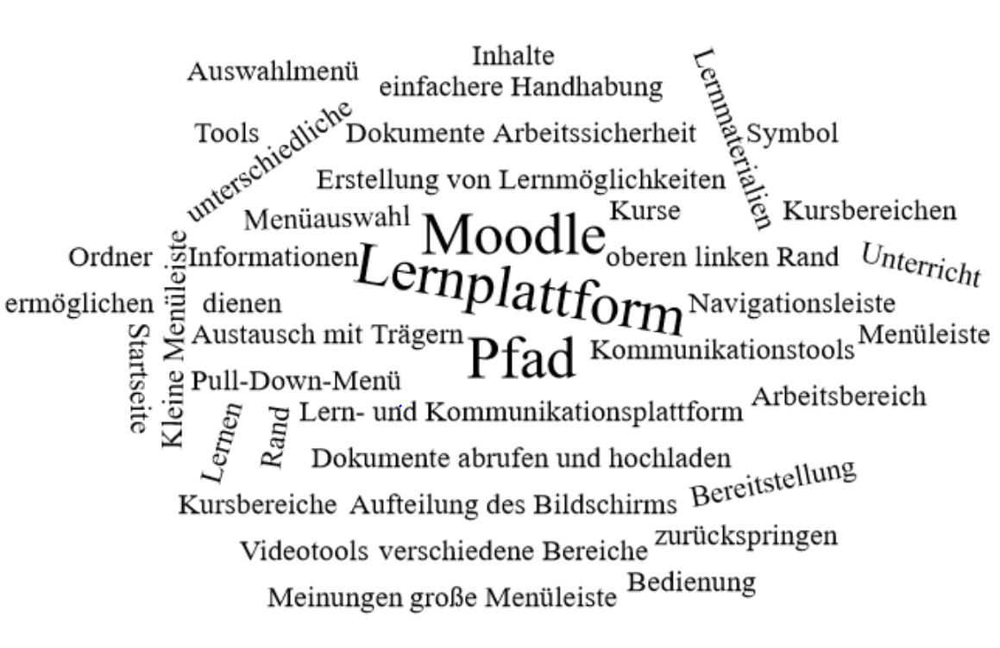 Inhalte
Auswahlmenü
einfachere Handhabung
Lernmaterialien
unterschiedliche
Tools
Dokumente Arbeitssicherheit
Symbol
Erstellung von Lernmöglichkeiten
Menüauswahl
Moodle
Kurse
Kursbereichen
Ordner
Kleine Menüleiste
Informationen
Lernplattform
oberen linken Rand
Unterricht
ermöglichen
dienen
Navigationsleiste
Startseite
Austausch mit Trägern
Pfad
Kommunikationstools
Menüleiste
Pull-Down-Menü
Arbeitsbereich
Lernen
Rand
Lern- und Kommunikationsplattform
Dokumente abrufen und hochladen
Bereitstellung
Kursbereiche
Aufteilung des Bildschirms
zurückspringen
Videotools
verschiedene Bereiche
Bedienung
Meinungen
große Menüleiste